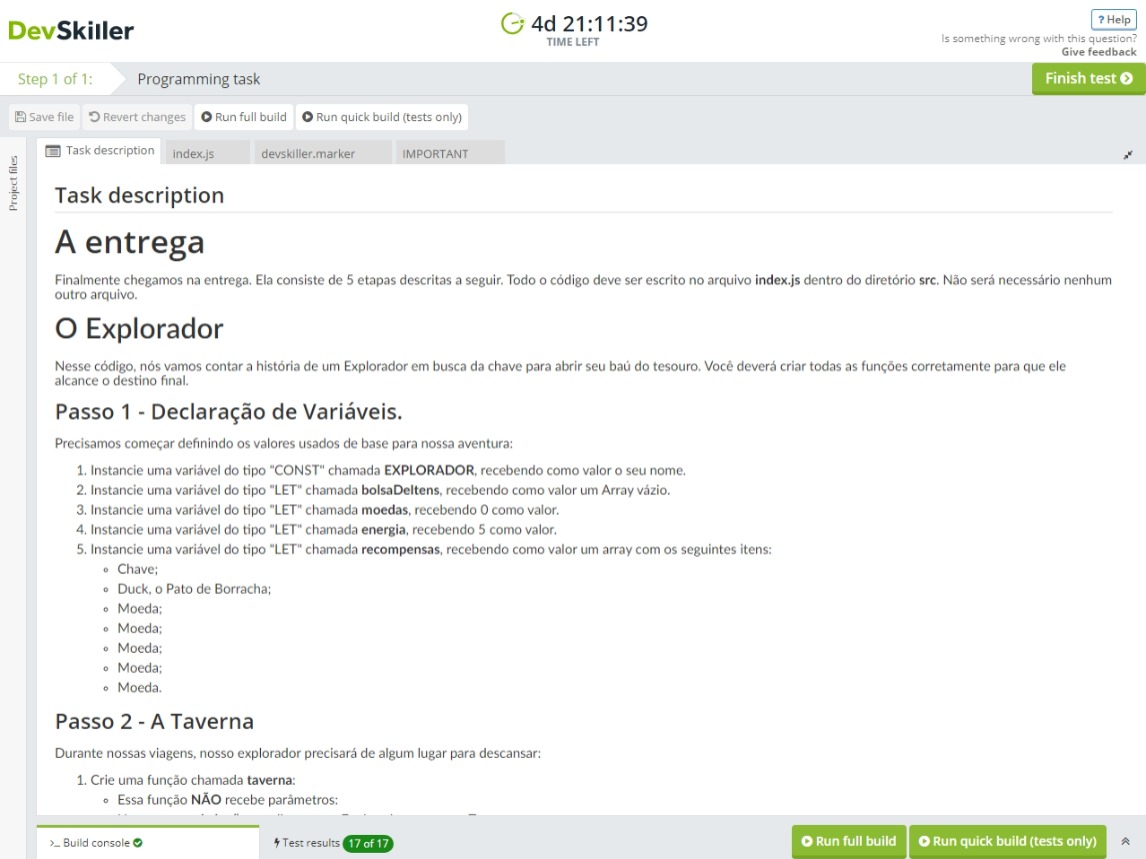 DevSkiller
4d 21:11:39
TIME LEFT
? Help
Is something wrong with this question?
Give feedback
Step 1 of 1:
Programming task
Finish test
Save file
Revert changes
Run full build
Run quick build (tests only)
Project files
Task description
index.js
devskiller.marker
IMPORTANT
Task description
A entrega
Finalmente chegamos na entrega. Ela consiste de 5 etapas descritas a seguir. Todo o código deve ser escrito no arquivo index.js dentro do diretório src. Não será necessário nenhum
outro arquivo.
O Explorador
Nesse código, nós vamos contar a história de um Explorador em busca da chave para abrir seu baú do tesouro. Você deverá criar todas as funções corretamente para que ele
alcance o destino final.
Passo 1 - Declaração de Variáveis.
Precisamos começar definindo os valores usados de base para nossa aventura:
1. Instancie uma variável do tipo "CONST" chamada EXPLORADOR, recebendo como valor o seu nome.
2. Instancie uma variável do tipo "LET" chamada bolsaDeItens, recebendo como valor um Array vázio.
3. Instancie uma variável do tipo "LET" chamada moedas, recebendo 0 como valor.
4. Instancie uma variável do tipo "LET" chamada energia, recebendo 5 como valor.
5. Instancie uma variável do tipo "LET" chamada recompensas, recebendo como valor um array com os seguintes itens:
Chave;
Duck, o Pato de Borracha;
Moeda;
Moeda;
Moeda;
Moeda;
Moeda.
Passo 2 - A Taverna
Durante nossas viagens, nosso explorador precisará de algum lugar para descansar:
1. Crie uma função chamada taverna:
Essa função NÃO recebe parâmetros:
>_ Build console
Test results 17 of 17
Run full build
Run quick build (tests only)